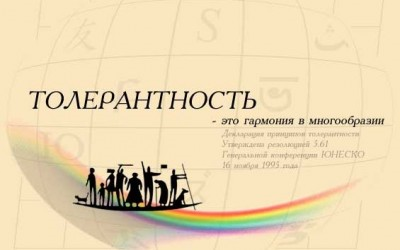 ТОЛЕРАНТНОСТЬ
- это гармония в многообразии
Декларация принципов толерантности
Утверждена резолюцией 5.61
Генеральной конференции ЮНЕСКО
16 ноября 1995 года